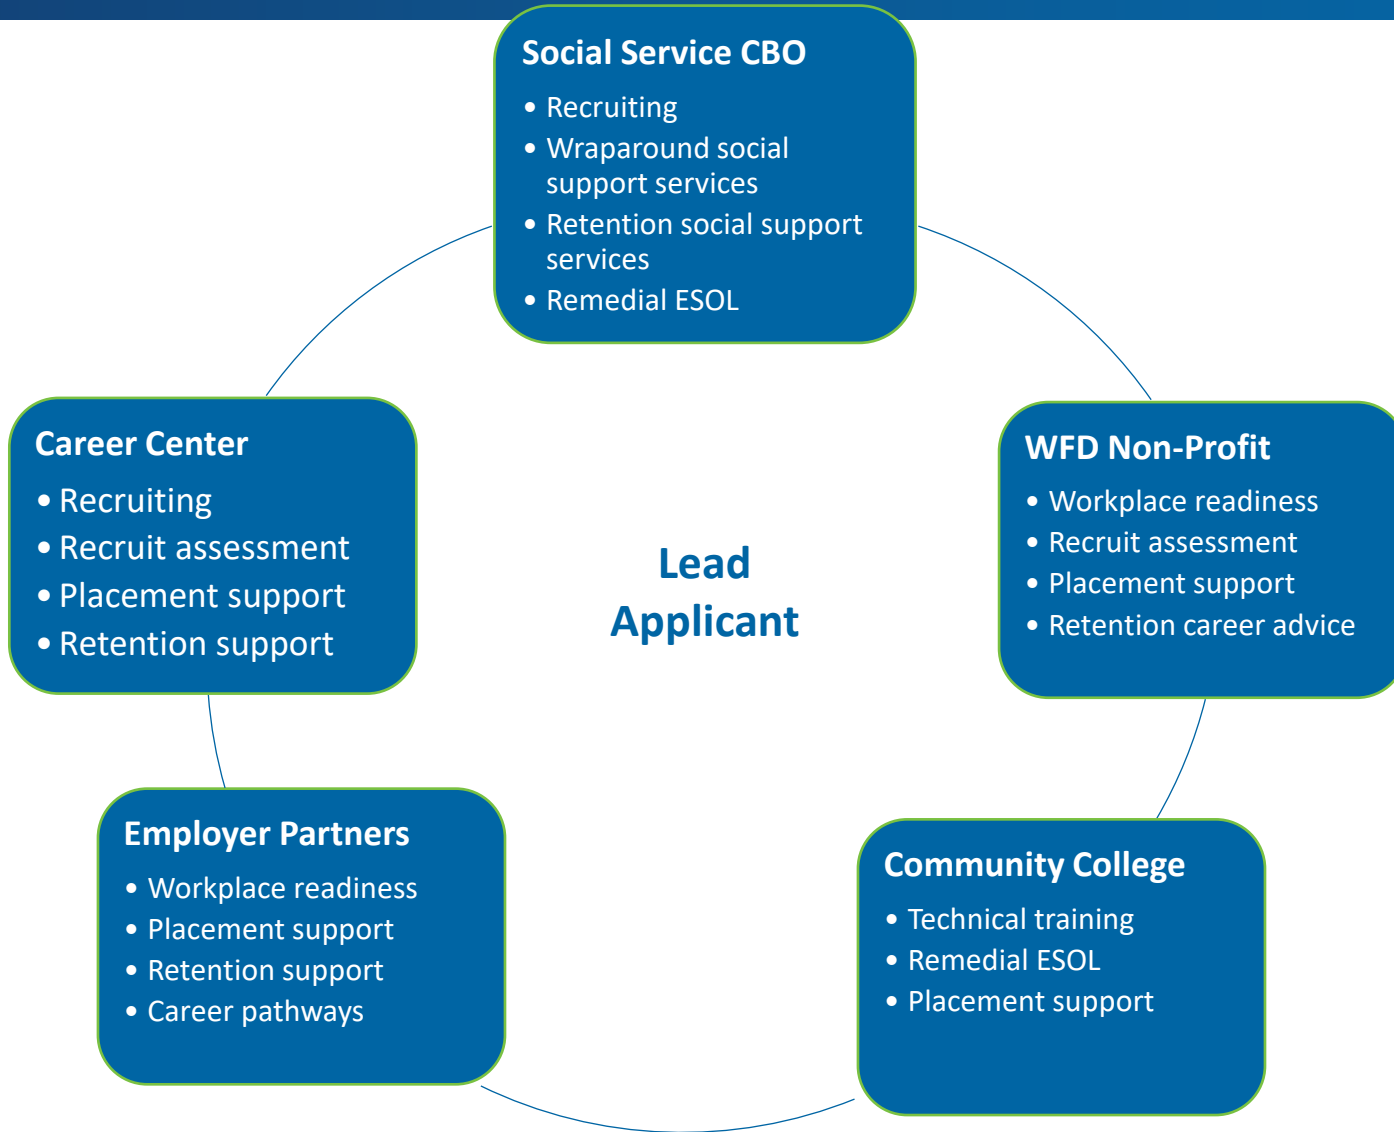 Social Service CBO
• Recruiting
• Wraparound social
support services
• Retention social support
services
• Remedial ESOL
WFD Non-Profit
• Workplace readiness
• Recruit assessment
• Placement support
• Retention career advice
Community College
• Technical training
• Remedial ESOL
• Placement support
Employer Partners
• Workplace readiness
• Placement support
• Retention support
• Career pathways
Career Center
• Recruiting
• Recruit assessment
• Placement support
• Retention support
Lead
Applicant